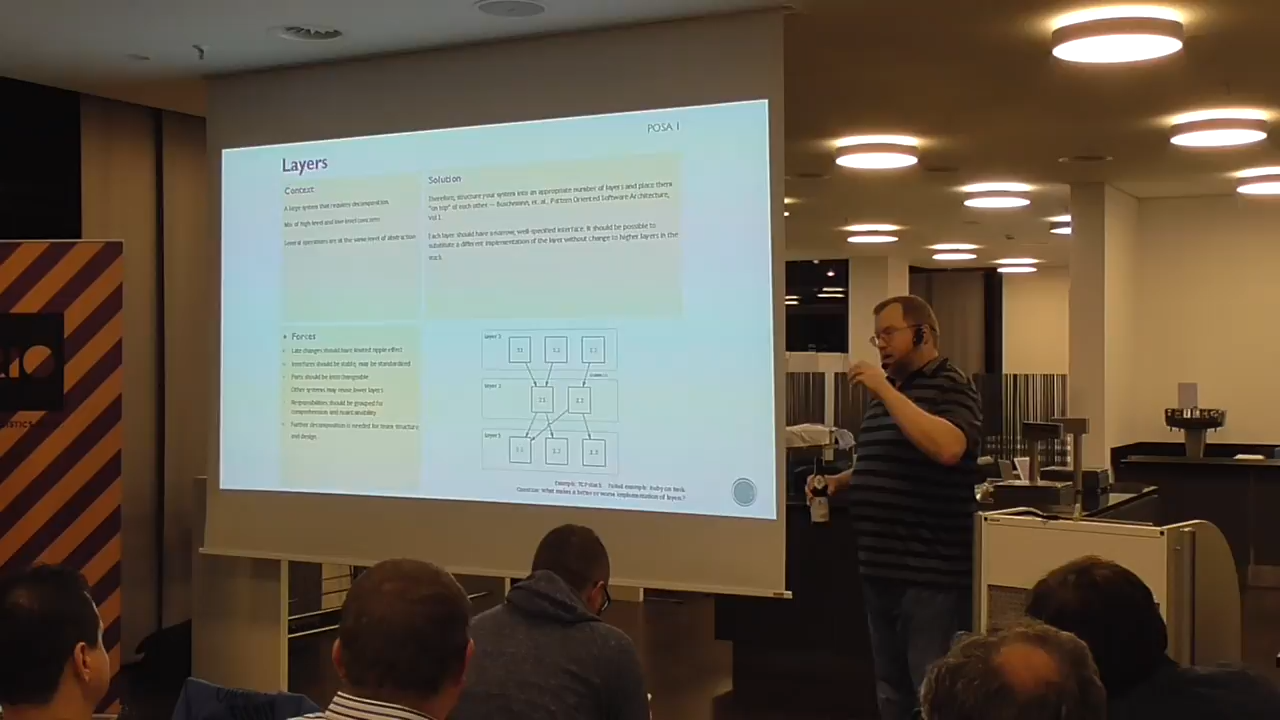 POSA 1
Layers
Context
A large system that requires decomposition.
Mix of high-level and low-level concerns
Several operations are at the same level of abstraction
Solution
Therefore, structure your system into an appropriate number of layers and place them
"on top" of each other. — Buschmann, et. al., Pattern Oriented Software Architecture,
Vol 1.
Each layer should have a narrow, well-specified interface. It should be possible to
substitute a different implementation of the layer without change to higher layers in the
stack.
Forces
Late changes should have limited ripple effect
Interfaces should be stable, may be standardized
Parts should be interchangeable
Other systems may reuse lower layers
Responsibilities should be grouped for
comprehension and maintainability
Further decomposition is needed for team structure
and design.
Layer 3
Layer 2
Layer 1
Example: TCP stack Failed example: Ruby on Rails
Question: What makes a better or worse implementation of layers?